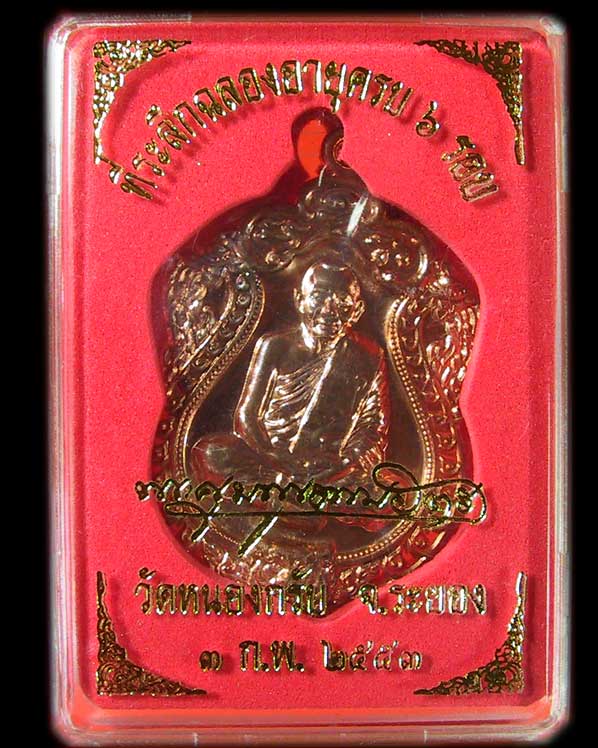 ที่ระลึกฉลองอายุครบ ๖ รอบ
วัดหนองกรับ จ.ระยอง
๓ ก.พ. ๒๕๕๓